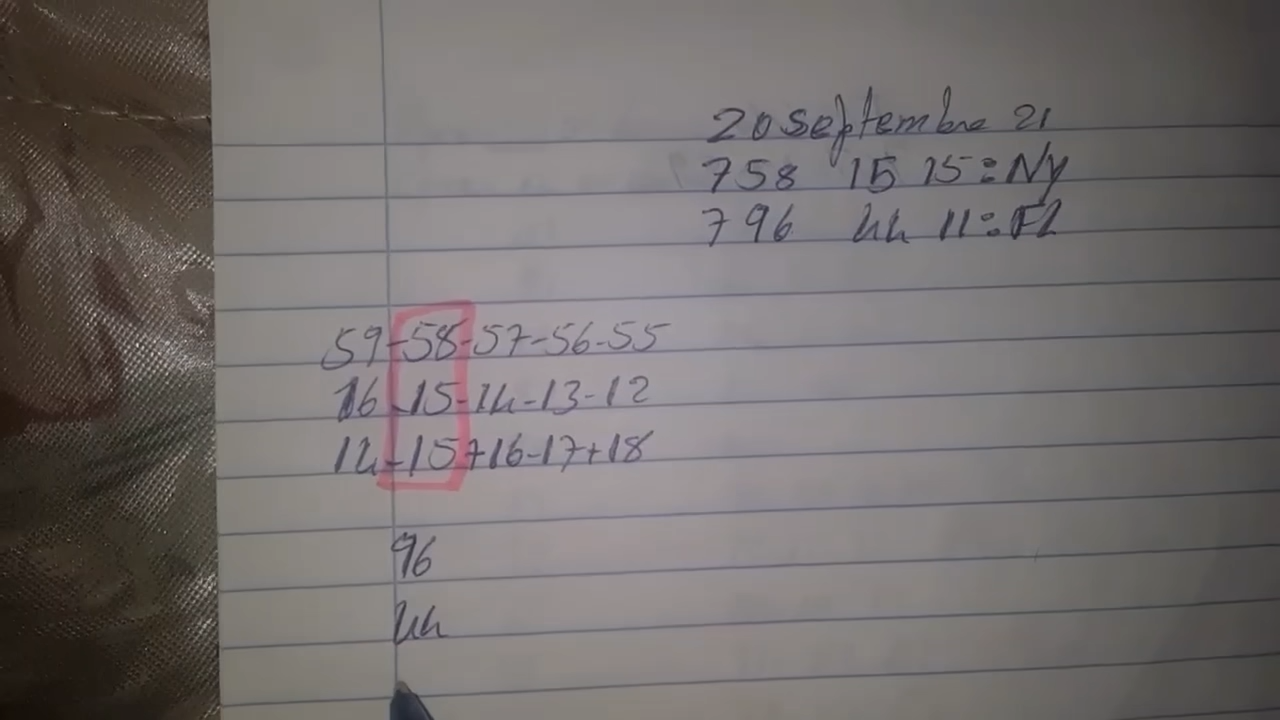 20 Septembre 21
758 15 15 : Ny
796 44 11 : FL
59-58-57-56-55
16-15-14-13-12
14-15+16-17+18
96
44